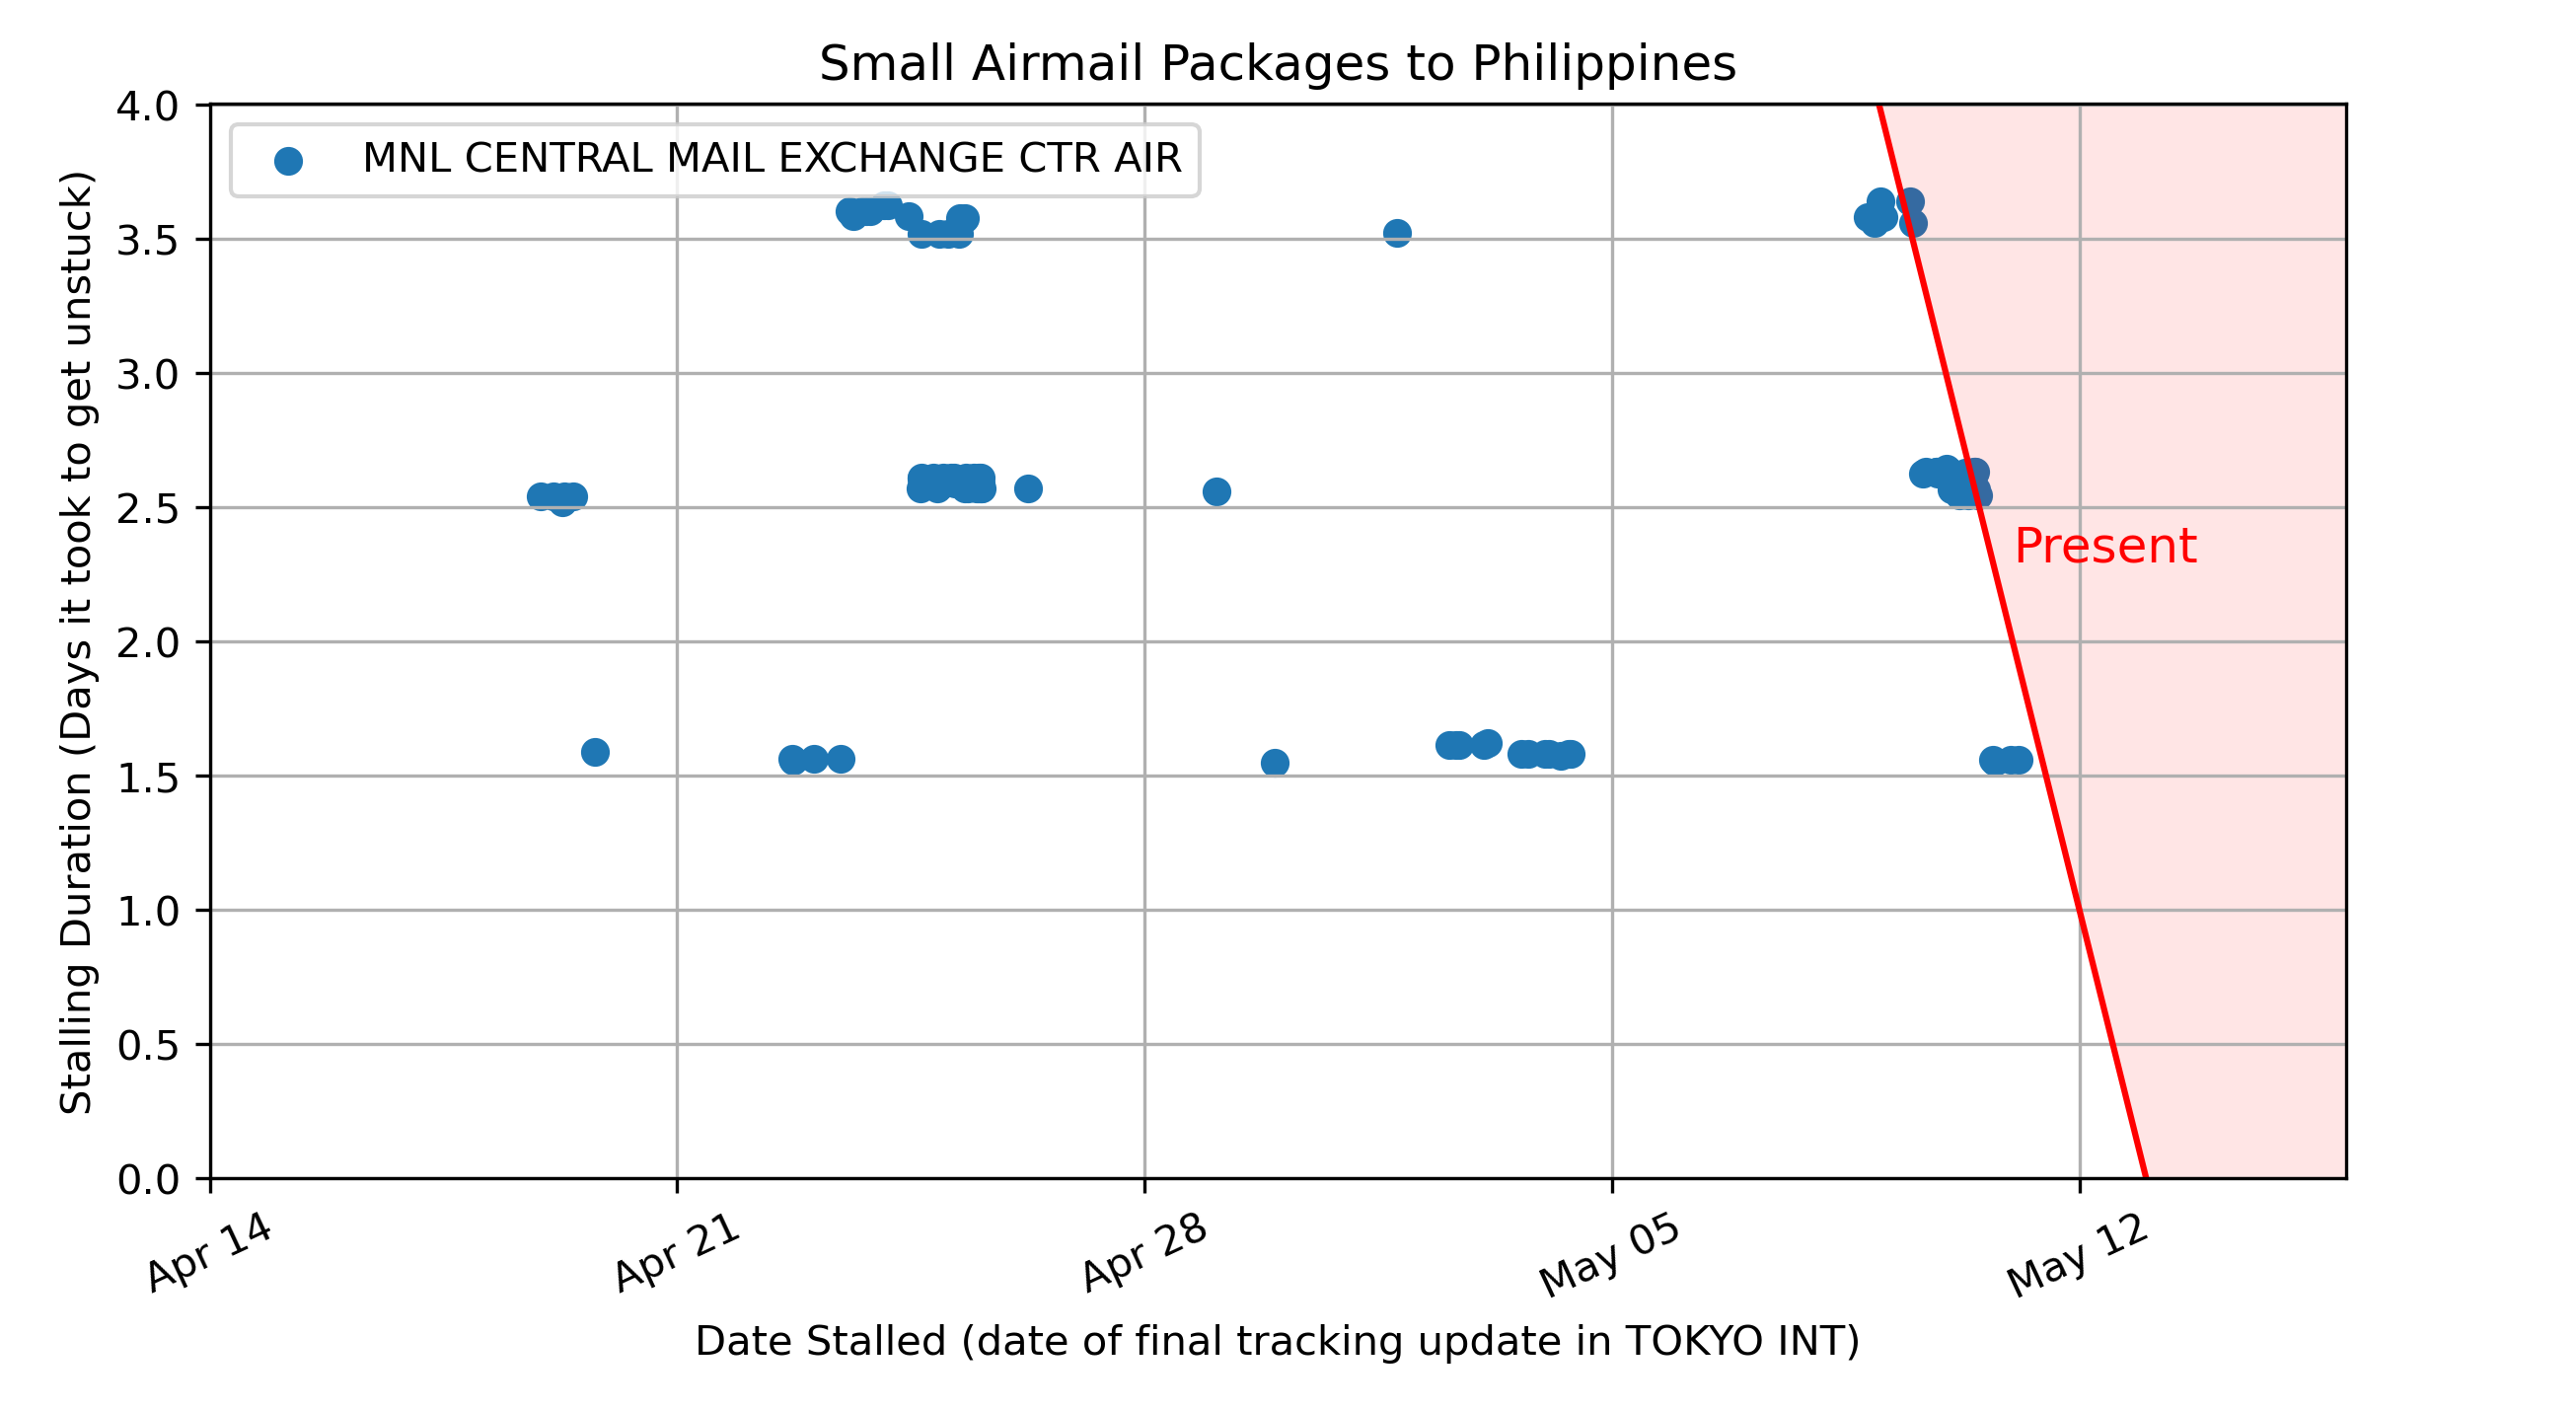 Small Airmail Packages to Philippines
MNL CENTRAL MAIL EXCHANGE CTR AIR
Stalling Duration (Days it took to get unstuck)
4.0
3.5
3.0
2.5
2.0
1.5
1.0
0.5
0.0
Present
Apr 14
Apr 21
Apr 28
May 05
May 12
Date Stalled (date of final tracking update in TOKYO INT)